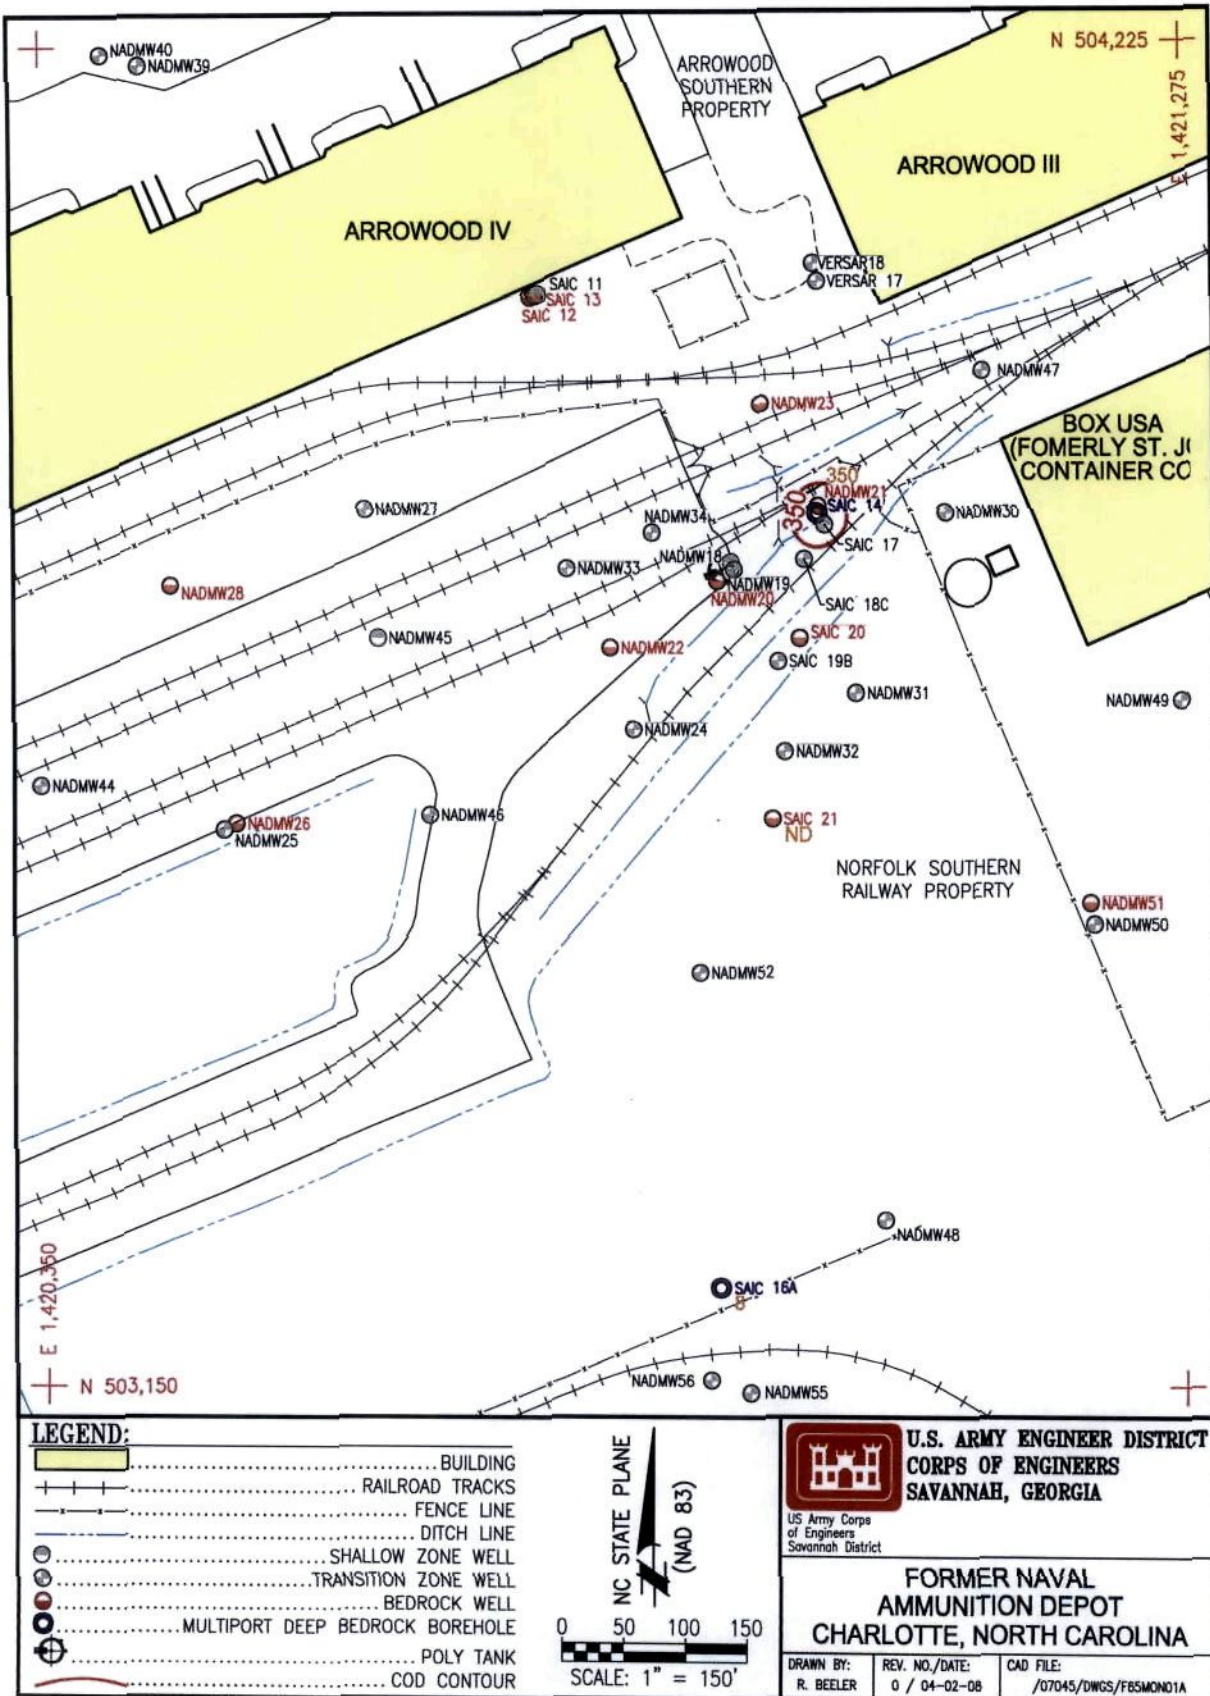 NADMW40
NADMW39
ARROWOOD
SOUTHERN
PROPERTY
N 504,225
E 1,421,275
ARROWOOD III
ARROWOOD IV
VERSAR18
VERSAR 17
SAIC 11
SAIC 13
SAIC 12
NADMW47
NADMW23
BOX USA
(FOMERLY ST. J
CONTAINER CO
350
350
NADMW21
SAIC 14
NADMW27
NADMW34
NADMW30
SAIC 17
NADMW18
NADMW33
NADMW19
NADMW20
NADMW28
SAIC 18C
NADMW45
SAIC 20
NADMW22
SAIC 19B
NADMW31
NADMW49
NADMW24
NADMW32
NADMW44
NADMW46
SAIC 21
ND
NADMW26
NADMW25
NORFOLK SOUTHERN
RAILWAY PROPERTY
NADMW51
NADMW50
NADMW52
NADMW48
SAIC 16A
E 1,420,350
N 503,150
NADMW56
NADMW55
LEGEND:
BUILDING
RAILROAD TRACKS
FENCE LINE
DITCH LINE
SHALLOW ZONE WELL
TRANSITION ZONE WELL
BEDROCK WELL
MULTIPORT DEEP BEDROCK BOREHOLE
POLY TANK
COD CONTOUR
NC STATE PLANE
(NAD 83)
0 50 100 150
SCALE: 1" = 150'
U.S. ARMY ENGINEER DISTRICT
CORPS OF ENGINEERS
SAVANNAH, GEORGIA
US Army Corps
of Engineers
Savannah District
FORMER NAVAL
AMMUNITION DEPOT
CHARLOTTE, NORTH CAROLINA
DRAWN BY:
R. BEELER
REV. NO./DATE:
0 / 04-02-08
CAD FILE:
/07045/DWGS/F65MON01A